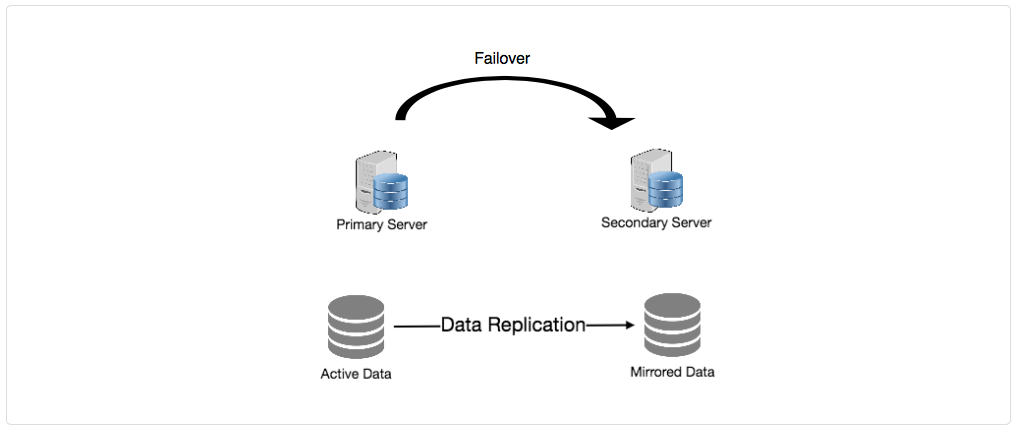 Failover
Primary Server
Secondary Server
Data Replication
Active Data
Mirrored Data